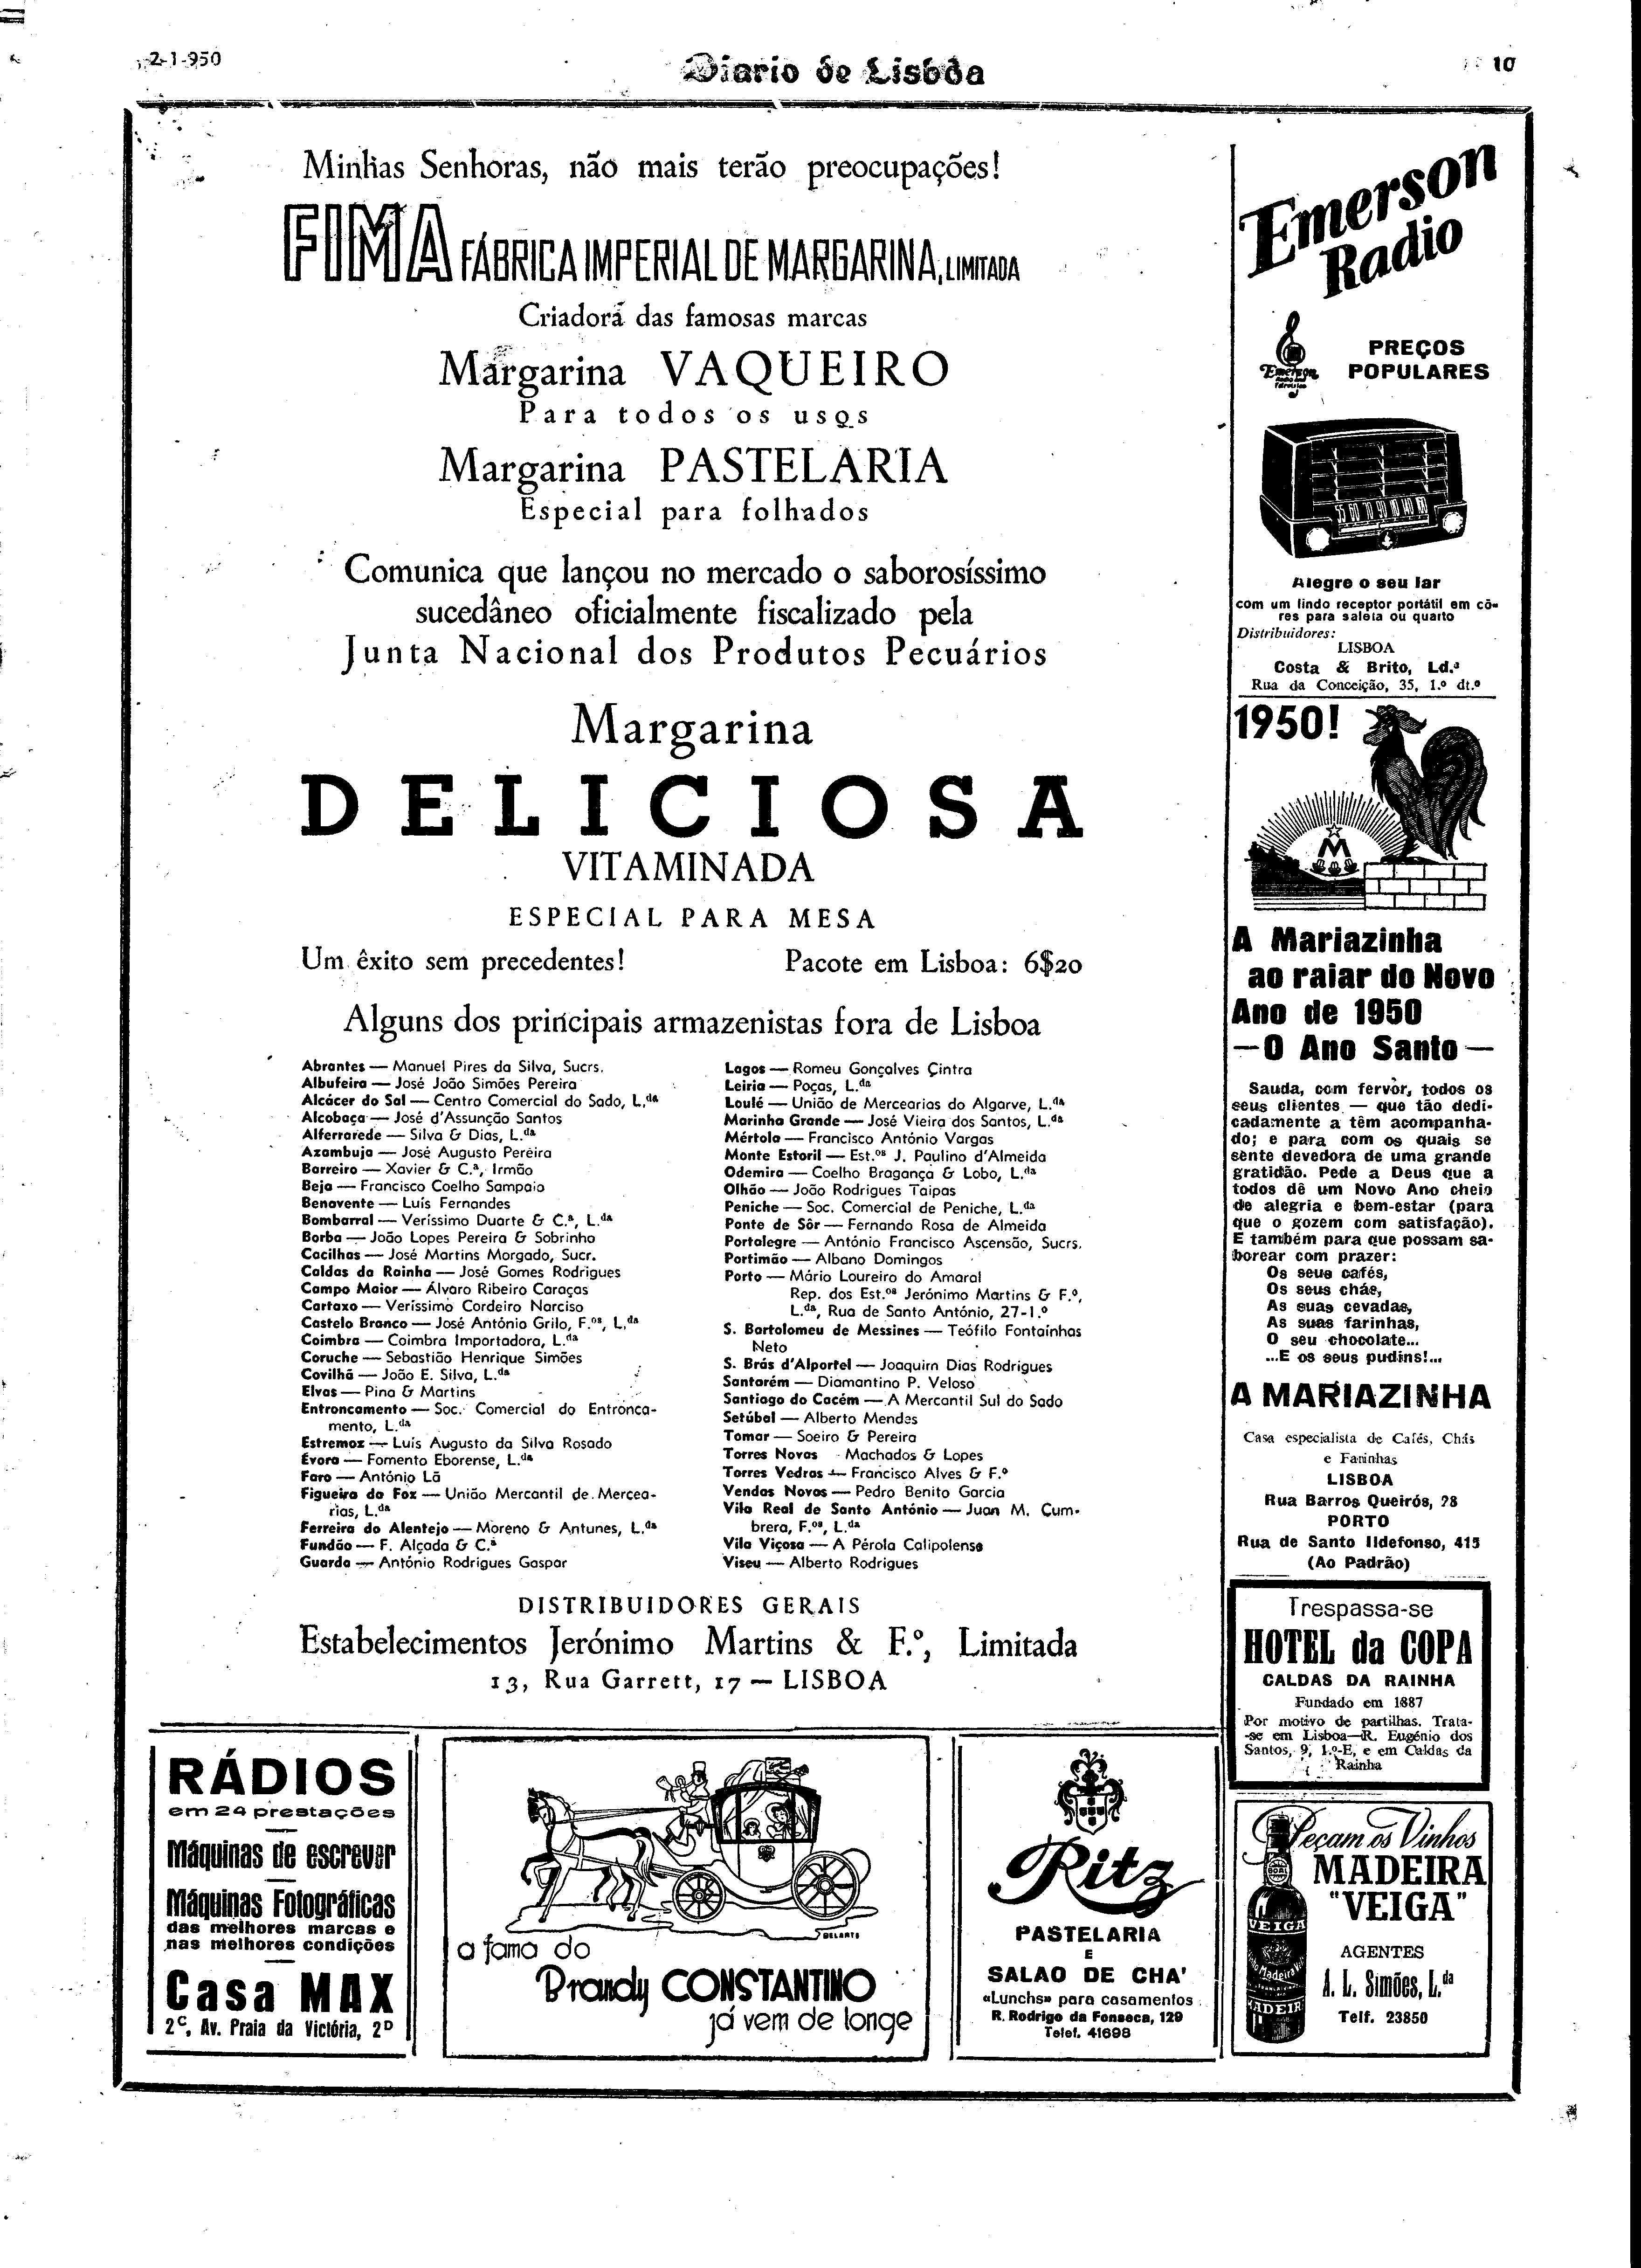 2-1-950
Diario de Lisbôa
10
Minhas Senhoras, não mais terão preocupações!
FIMA FÁBRICA IMPERIAL DE MARGARINA, LIMITADA
Criadora das famosas marcas
Margarina VAQUEIRO
Para todos os usos
Margarina PASTELARIA
Especial para folhados
Comunica que lançou no mercado o saborosíssimo
sucedâneo oficialmente fiscalizado pela
Junta Nacional dos Produtos Pecuários
Margarina
DELICIOSA
VITAMINADA
ESPECIAL PARA MESA
Um êxito sem precedentes! Pacote em Lisboa: 6$20
Alguns dos principais armazenistas fora de Lisboa
Abrantes — Manuel Pires da Silva, Sucrs.
Albufeira — José João Simões Pereira
Alcácer do Sal — Centro Comercial do Sado, L.da
Alcobaça — José d'Assunção Santos
Alferrarede — Silva & Dias, L.da
Azambuja — José Augusto Pereira
Barreiro — Xavier & C.ª, Irmão
Beja — Francisco Coelho Sampaio
Benavente — Luís Fernandes
Bombarral — Veríssimo Duarte & C.ª, L.da
Borba — João Lopes Pereira & Sobrinho
Cacilhas — José Martins Morgado, Sucr.
Caldas da Rainha — José Gomes Rodrigues
Campo Maior — Álvaro Ribeiro Caraças
Cartaxo — Veríssimo Cordeiro Narciso
Castelo Branco — José António Grilo, F.os, L.da
Coimbra — Coimbra Importadora, L.da
Coruche — Sebastião Henrique Simões
Covilhã — João E. Silva, L.da
Elvas — Pina & Martins
Entroncamento — Soc. Comercial do Entronca-
mento, L.da
Estremoz — Luís Augusto da Silva Rosado
Évora — Fomento Eborense, L.da
Faro — António Lã
Figueira da Foz — União Mercantil de Mercea-
rias, L.da
Ferreira do Alentejo — Moreno & Antunes, L.da
Fundão — F. Alçada & C.ª
Guarda — António Rodrigues Gaspar
Lagos — Romeu Gonçalves Çintra
Leiria — Poças, L.da
Loulé — União de Mercearias do Algarve, L.da
Marinha Grande — José Vieira dos Santos, L.da
Mértola — Francisco António Vargas
Monte Estoril — Est.os J. Paulino d'Almeida
Odemira — Coelho Bragança & Lobo, L.da
Olhão — João Rodrigues Taipas
Peniche — Soc. Comercial de Peniche, L.da
Ponte de Sôr — Fernando Rosa de Almeida
Portalegre — António Francisco Ascensão, Sucrs.
Portimão — Albano Domingos
Porto — Mário Loureiro do Amaral
Rep. dos Est.os Jerónimo Martins & F.º,
L.da, Rua de Santo António, 27-1.º
S. Bartolomeu de Messines — Teófilo Fontaínhas
Neto
S. Brás d'Alportel — Joaquim Dias Rodrigues
Santarém — Diamantino P. Veloso
Santiago do Cacém — A Mercantil Sul do Sado
Setúbal — Alberto Mendes
Tomar — Soeiro & Pereira
Torres Novas - Machados & Lopes
Torres Vedras — Francisco Alves & F.º
Vendas Novas — Pedro Benito Garcia
Vila Real de Santo António — Juan M. Cum-
brera, F.os, L.da
Vila Viçosa — A Pérola Calipolense
Viseu — Alberto Rodrigues
DISTRIBUIDORES GERAIS
Estabelecimentos Jerónimo Martins & F.º, Limitada
13, Rua Garrett, 17 — LISBOA
Emerson
Radio
Emerson
PREÇOS
POPULARES
55 60 70 90 110 140 160
Alegre o seu lar
com um lindo receptor portátil em cô-
res para saleta ou quarto
Distribuidores:
LISBOA
Costa & Brito, Ld.ª
Rua da Conceição, 35, 1.º dt.º
1950!
M
A Mariazinha
ao raiar do Novo
Ano de 1950
—O Ano Santo—
Sauda, com fervor, todos os
seus clientes — que tão dedi-
cadamente a têm acompanha-
do; e para com os quais se
sente devedora de uma grande
gratidão. Pede a Deus que a
todos dê um Novo Ano cheio
de alegria e bem-estar (para
que o gozem com satisfação).
E também para que possam sa-
borear com prazer:
Os seus cafés,
Os seus chás,
As suas cevadas,
As suas farinhas,
O seu chocolate...
...E os seus pudins!...
A MARIAZINHA
Casa especialista de Cafés, Chás
e Farinhas
LISBOA
Rua Barros Queirós, 28
PORTO
Rua de Santo Ildefonso, 415
(Ao Padrão)
Trespassa-se
HOTEL da COPA
CALDAS DA RAINHA
Fundado em 1887
Por motivo de partilhas. Trata-
-se em Lisboa—R. Eugénio dos
Santos, 9, 1.º-E, e em Caldas da
Rainha
RÁDIOS
em 24 prestações
Máquinas de escrever
Máquinas Fotográficas
das melhores marcas e
nas melhores condições
Casa MAX
2C, Av. Praia da Victória, 2D
BELARTE
a fama do
Brandy CONSTANTINO
já vem de longe
Ritz
PASTELARIA
E
SALAO DE CHA'
«Lunchs» para casamentos
R. Rodrigo da Fonseca, 129
Telef. 41698
Peçam os Vinhos
MADEIRA
"VEIGA"
BOAL
VEIGA
MADEIRA
AGENTES
A. L. Simões, L.da
Telf. 23850